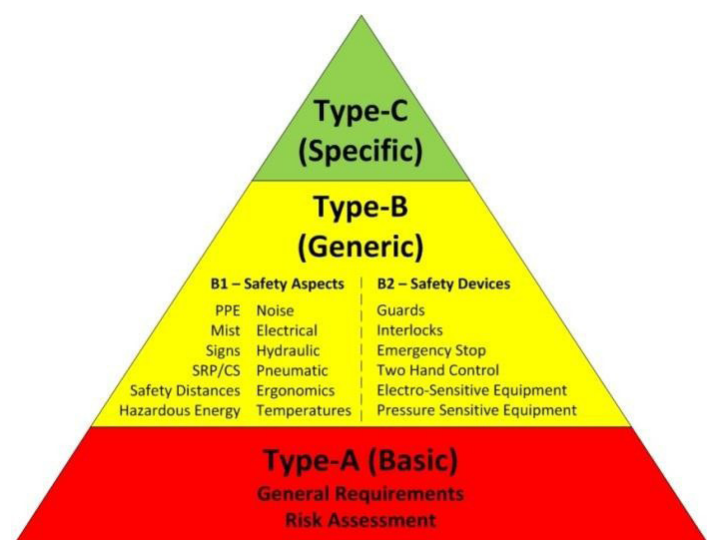 Type-C
(Specific)
Type-B
(Generic)
B1 – Safety Aspects
PPE Noise
Mist Electrical
Signs Hydraulic
SRP/CS Pneumatic
Safety Distances Ergonomics
Hazardous Energy Temperatures
B2 – Safety Devices
Guards
Interlocks
Emergency Stop
Two Hand Control
Electro-Sensitive Equipment
Pressure Sensitive Equipment
Type-A (Basic)
General Requirements
Risk Assessment